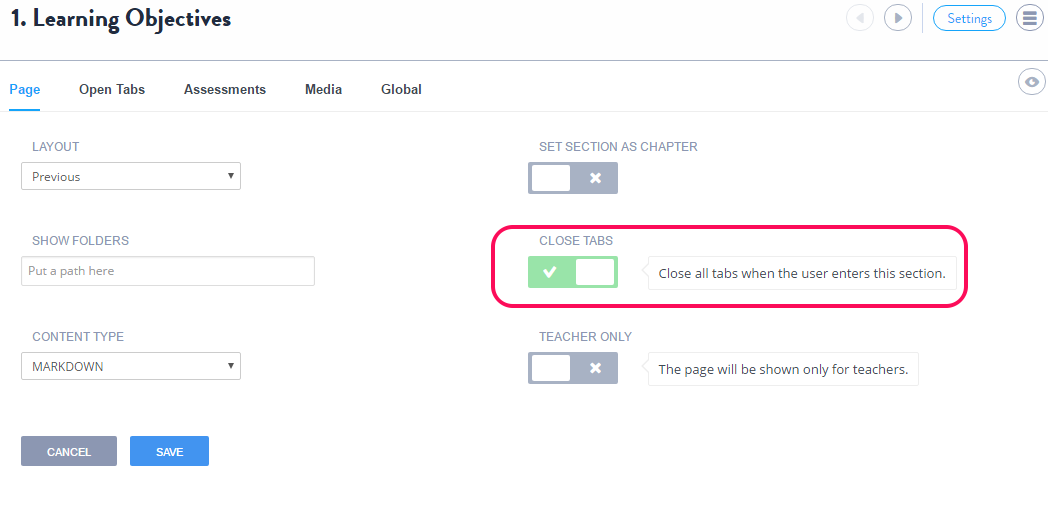 1. Learning Objectives
Settings
Page Open Tabs Assessments Media Global
LAYOUT
Previous
SET SECTION AS CHAPTER
SHOW FOLDERS
Put a path here
CLOSE TABS
Close all tabs when the user enters this section.
CONTENT TYPE
MARKDOWN
TEACHER ONLY
The page will be shown only for teachers.
CANCEL SAVE